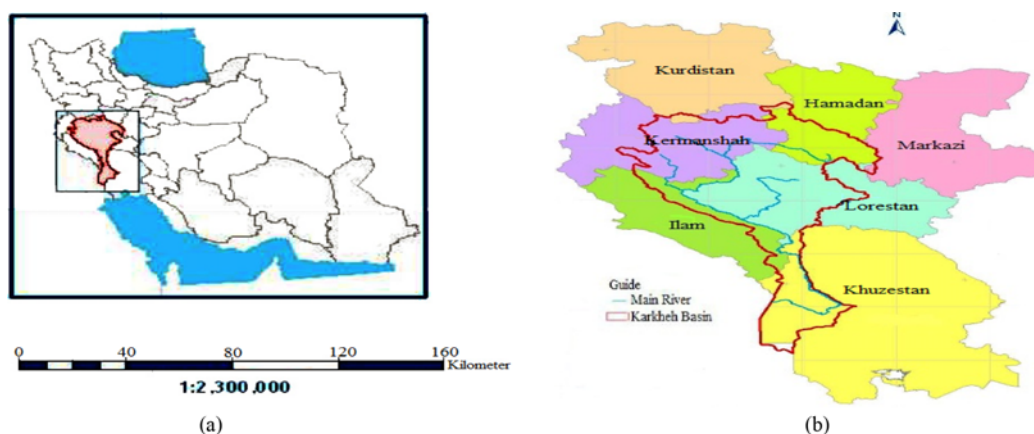 N
Kurdistan
Hamadan
Kermanshah
Markazi
Lorestan
Ilam
Khuzestan
Guide
Main River
Karkheh Basin
0 40 80 120 160
Kilometer
1:2,300,000
(a) (b)